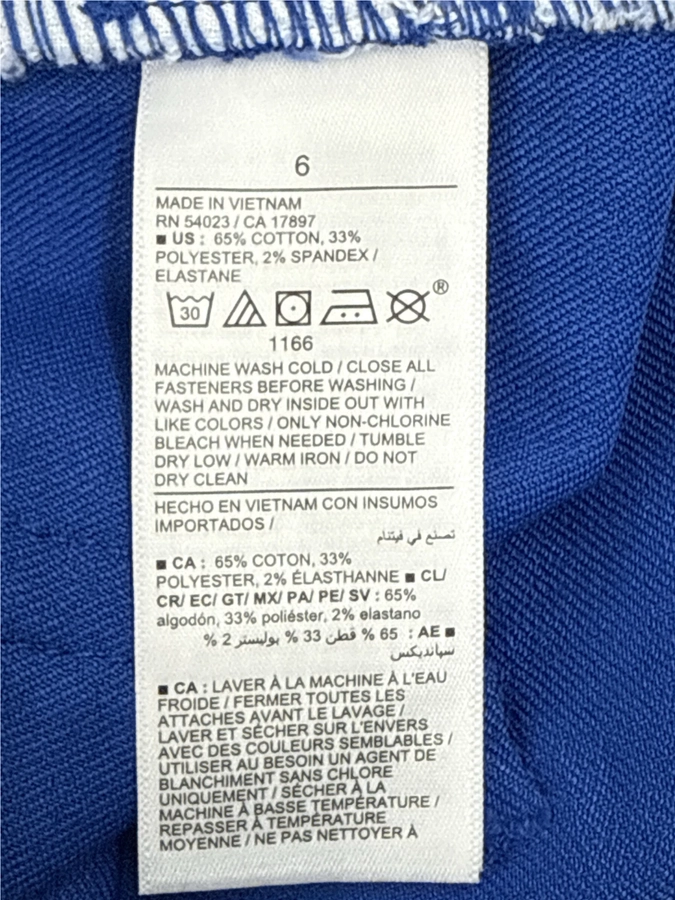 6
MADE IN VIETNAM
RN 54023 / CA 17897
■ US : 65% COTTON, 33%
POLYESTER, 2% SPANDEX /
ELASTANE
30
®
1166
MACHINE WASH COLD / CLOSE ALL
FASTENERS BEFORE WASHING /
WASH AND DRY INSIDE OUT WITH
LIKE COLORS / ONLY NON-CHLORINE
BLEACH WHEN NEEDED / TUMBLE
DRY LOW / WARM IRON / DO NOT
DRY CLEAN
HECHO EN VIETNAM CON INSUMOS
IMPORTADOS /
تصنع في فيتنام
■ CA : 65% COTON, 33%
POLYESTER, 2% ÉLASTHANNE ■ CL/
CR/ EC/ GT/ MX/ PA/ PE/ SV : 65%
algodón, 33% poliéster, 2% elastano
■ AE : 65 % قطن 33 % بوليستر 2 %
سباندیكس
■ CA : LAVER À LA MACHINE À L'EAU
FROIDE / FERMER TOUTES LES
ATTACHES AVANT LE LAVAGE /
LAVER ET SÉCHER SUR L'ENVERS
AVEC DES COULEURS SEMBLABLES /
UTILISER AU BESOIN UN AGENT DE
BLANCHIMENT SANS CHLORE
UNIQUEMENT / SÉCHER À LA
MACHINE À BASSE TEMPÉRATURE /
REPASSER À TEMPÉRATURE
MOYENNE / NE PAS NETTOYER À